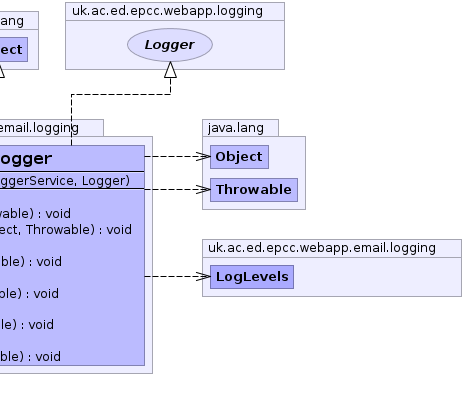 uk.ac.ed.epcc.webapp.logging
ang
ect
Logger
email.logging
java.lang
ogger
Object
ggerService, Logger)
Throwable
vable) : void
ect, Throwable) : void
uk.ac.ed.epcc.webapp.email.logging
ble) : void
LogLevels
ble) : void
le) : void
ble) : void